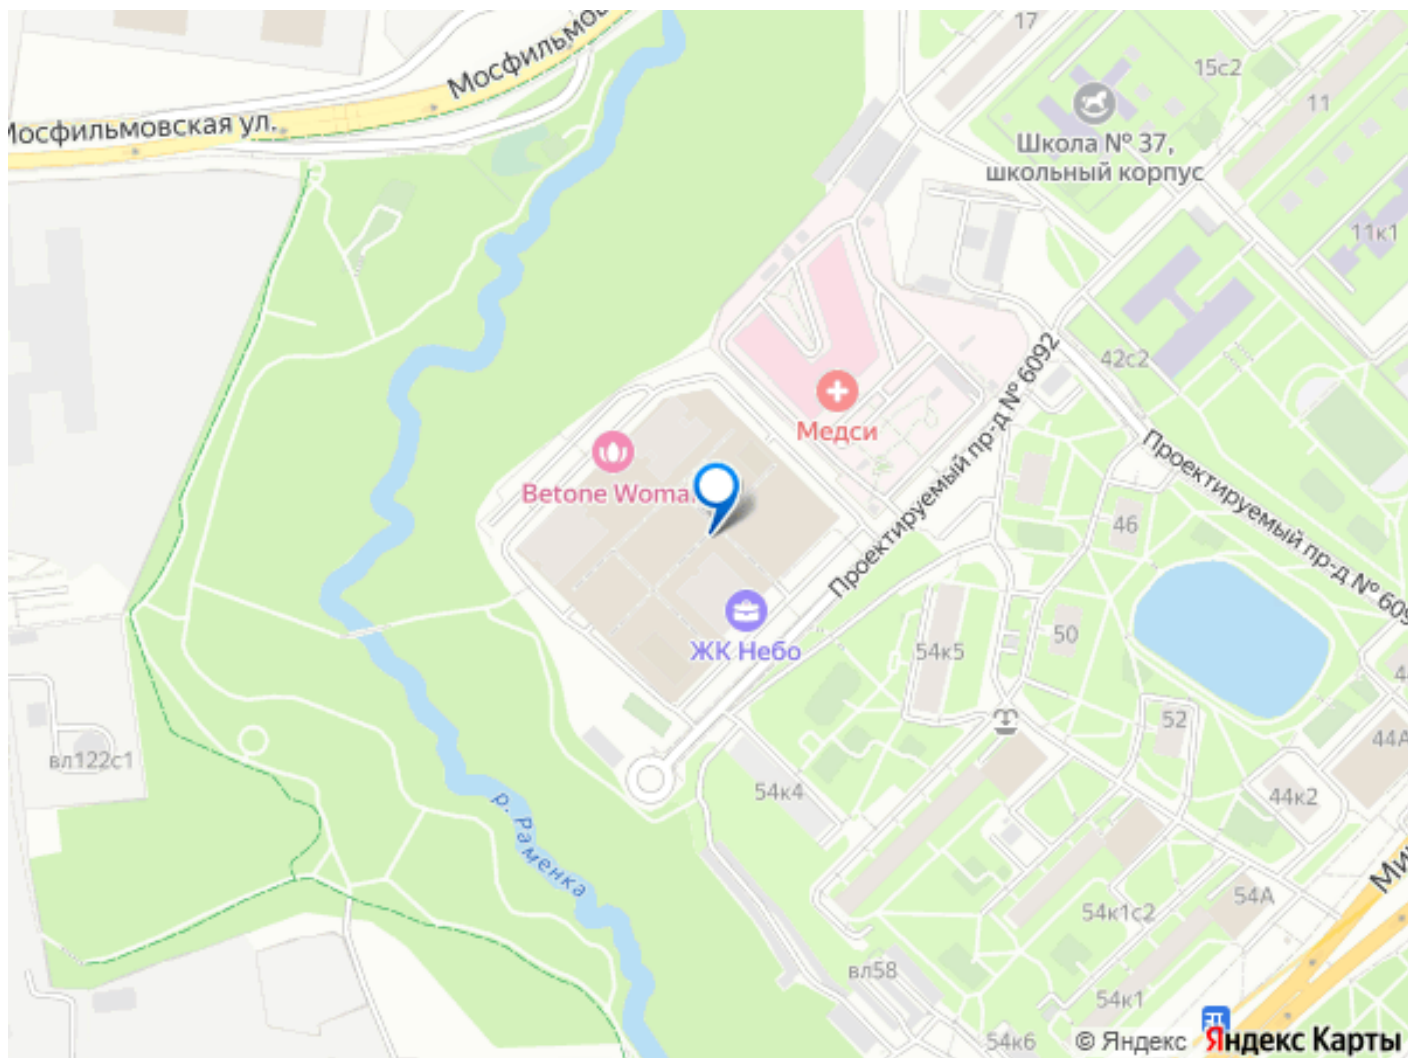 Мосфильмов
Мосфильмовская ул.
17
15с2
11
Школа № 37,
школьный корпус
11к1
42с2
Проектируемый пр-д № 6092
Медси
Betone Woma
Проектируемый пр-д № 609
46
ЖК Небо
54к5
50
52
44А
вл122с1
54к4
44к2
р. Раменка
Мич
54А
54к1с2
вл58
54к1
54к6
© Яндекс Яндекс Карты